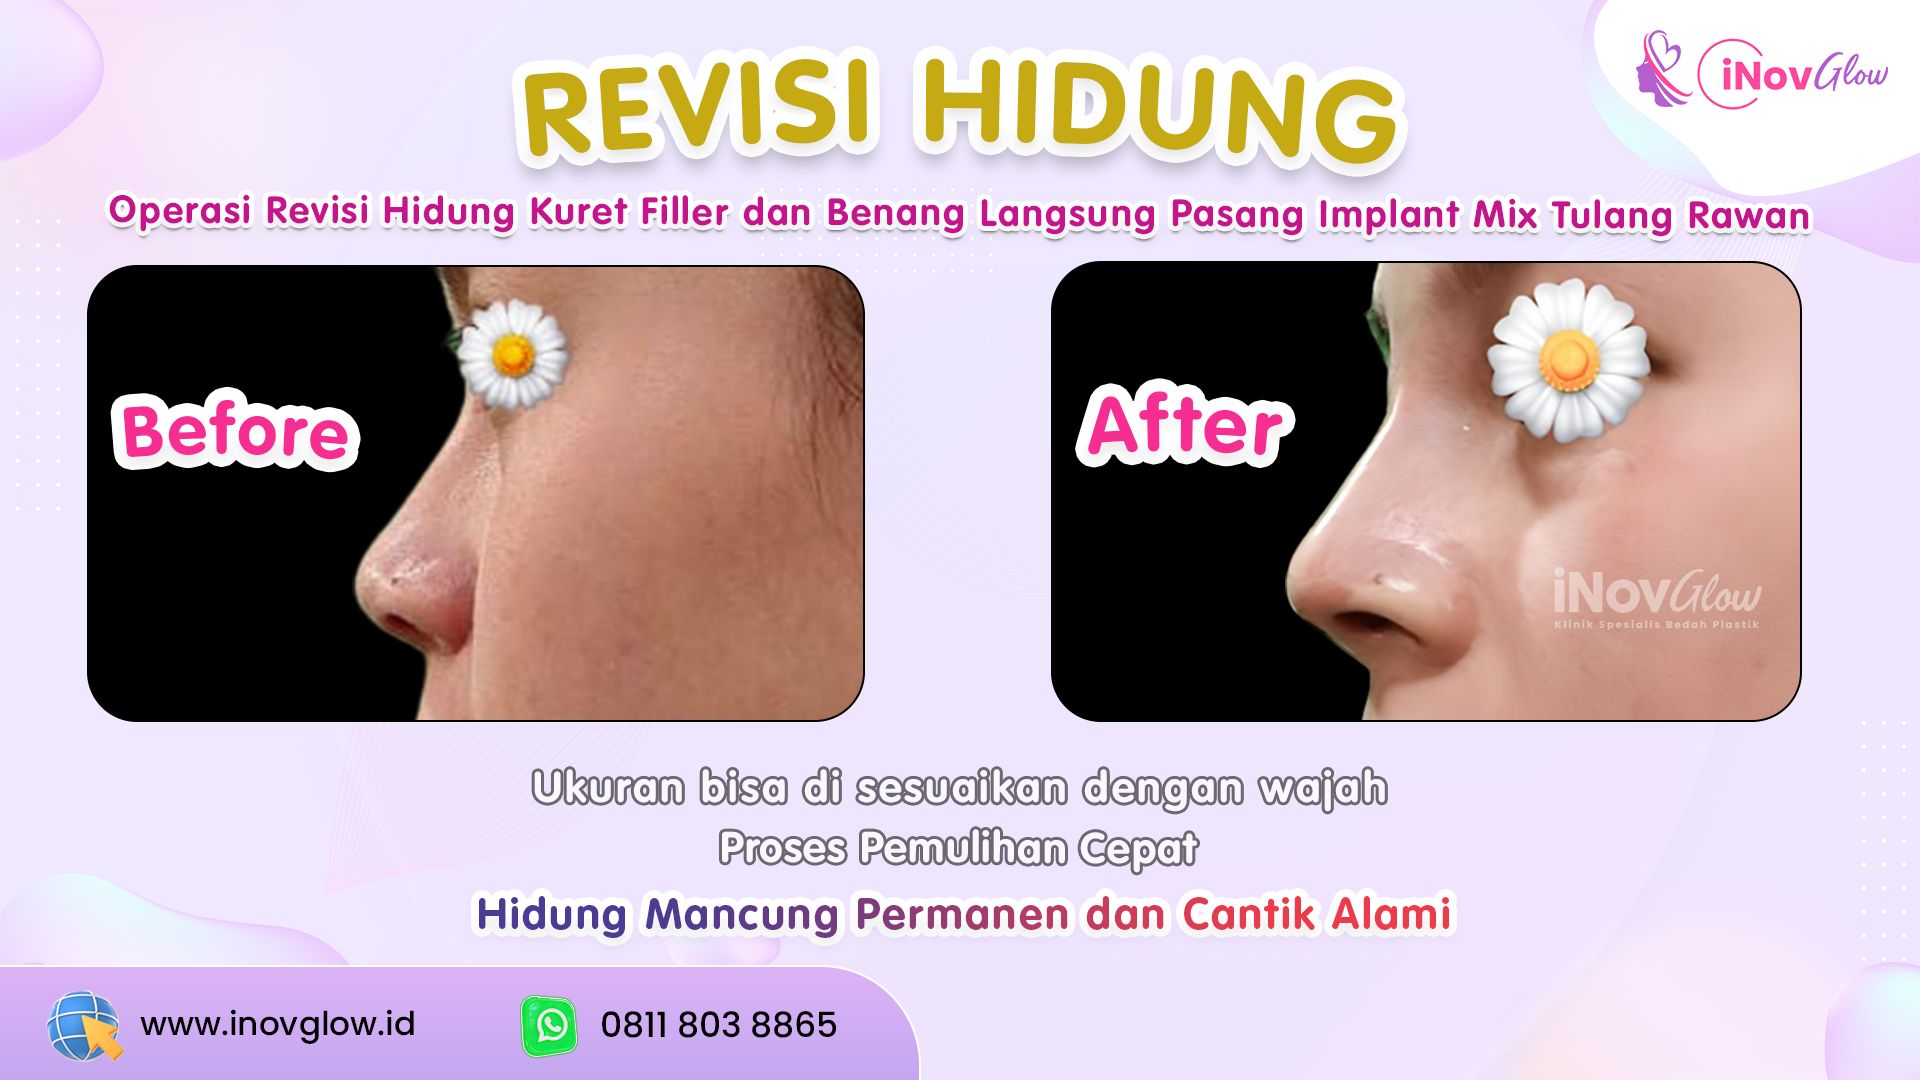 iNovGlow
REVISI HIDUNG
Operasi Revisi Hidung Kuret Filler dan Benang Langsung Pasang Implant Mix Tulang Rawan
Before
After
iNovGlow
Klinik Spesialis Bedah Plastik
Ukuran bisa di sesuaikan dengan wajah
Proses Pemulihan Cepat
Hidung Mancung Permanen dan Cantik Alami
www.inovglow.id
0811 803 8865